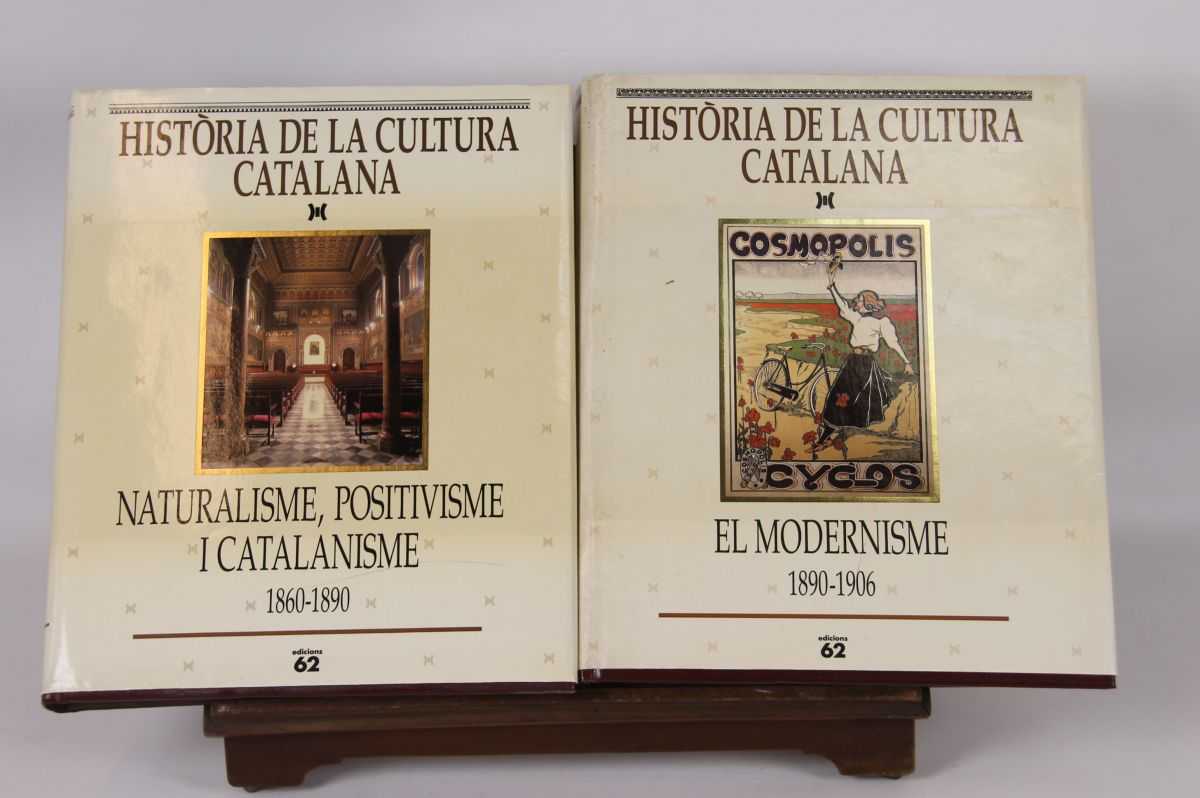 HISTÒRIA DE LA CULTURA
CATALANA
NATURALISME, POSITIVISME
I CATALANISME
1860-1890
edicions
62
HISTÒRIA DE LA CULTURA
CATALANA
COSMOPOLIS
CYCLOS
EL MODERNISME
1890-1906
edicions
62